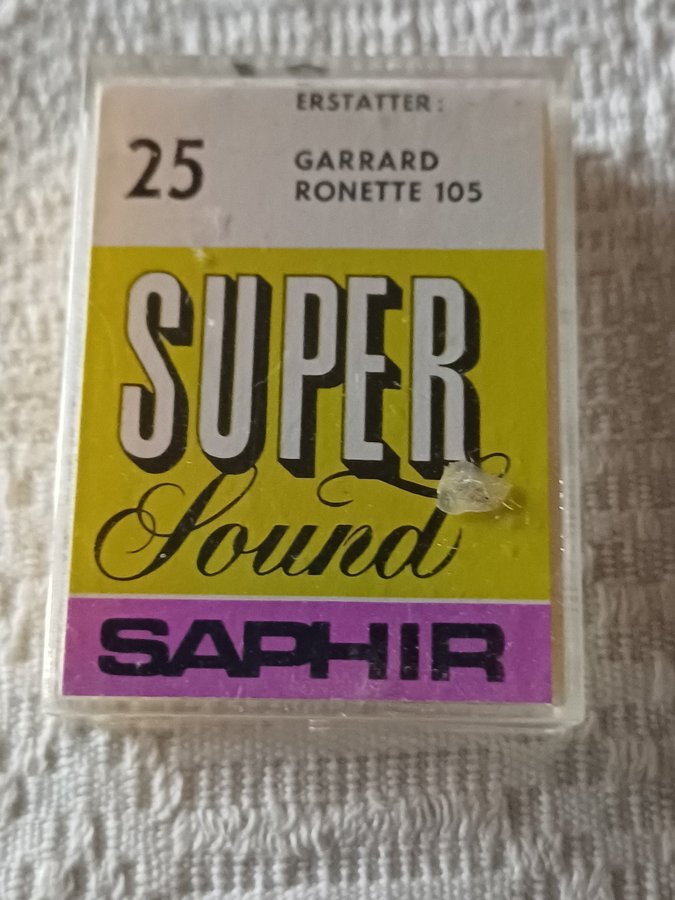 ERSTATTER:
25
GARRARD
RONETTE 105
SUPER
Sound
SAPHIR